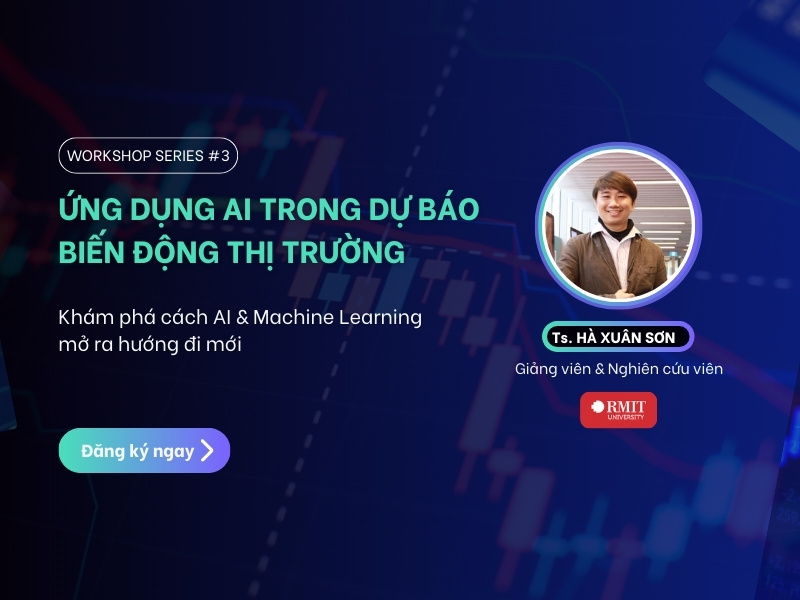 WORKSHOP SERIES #3
ỨNG DỤNG AI TRONG DỰ BÁO
BIẾN ĐỘNG THỊ TRƯỜNG
Khám phá cách AI & Machine Learning
mở ra hướng đi mới
Đăng ký ngay
Ts. HÀ XUÂN SƠN
Giảng viên & Nghiên cứu viên
RMIT
UNIVERSITY